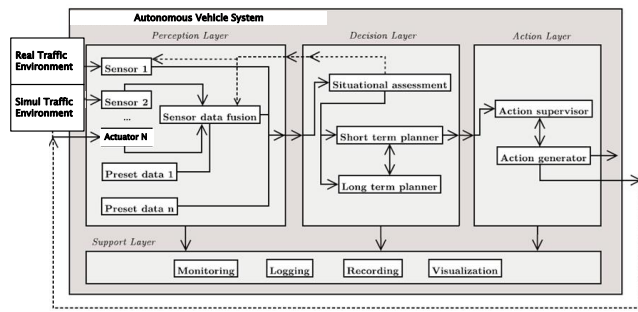 Autonomous Vehicle System
Perception Layer
Decision Layer
Action Layer
Real Traffic
Environment
Simul Traffic
Environment
Sensor 1
Sensor 2
...
Actuator N
Sensor data fusion
Preset data 1
Preset data n
Situational assessment
Short term planner
Long term planner
Action supervisor
Action generator
Support Layer
Monitoring
Logging
Recording
Visualization